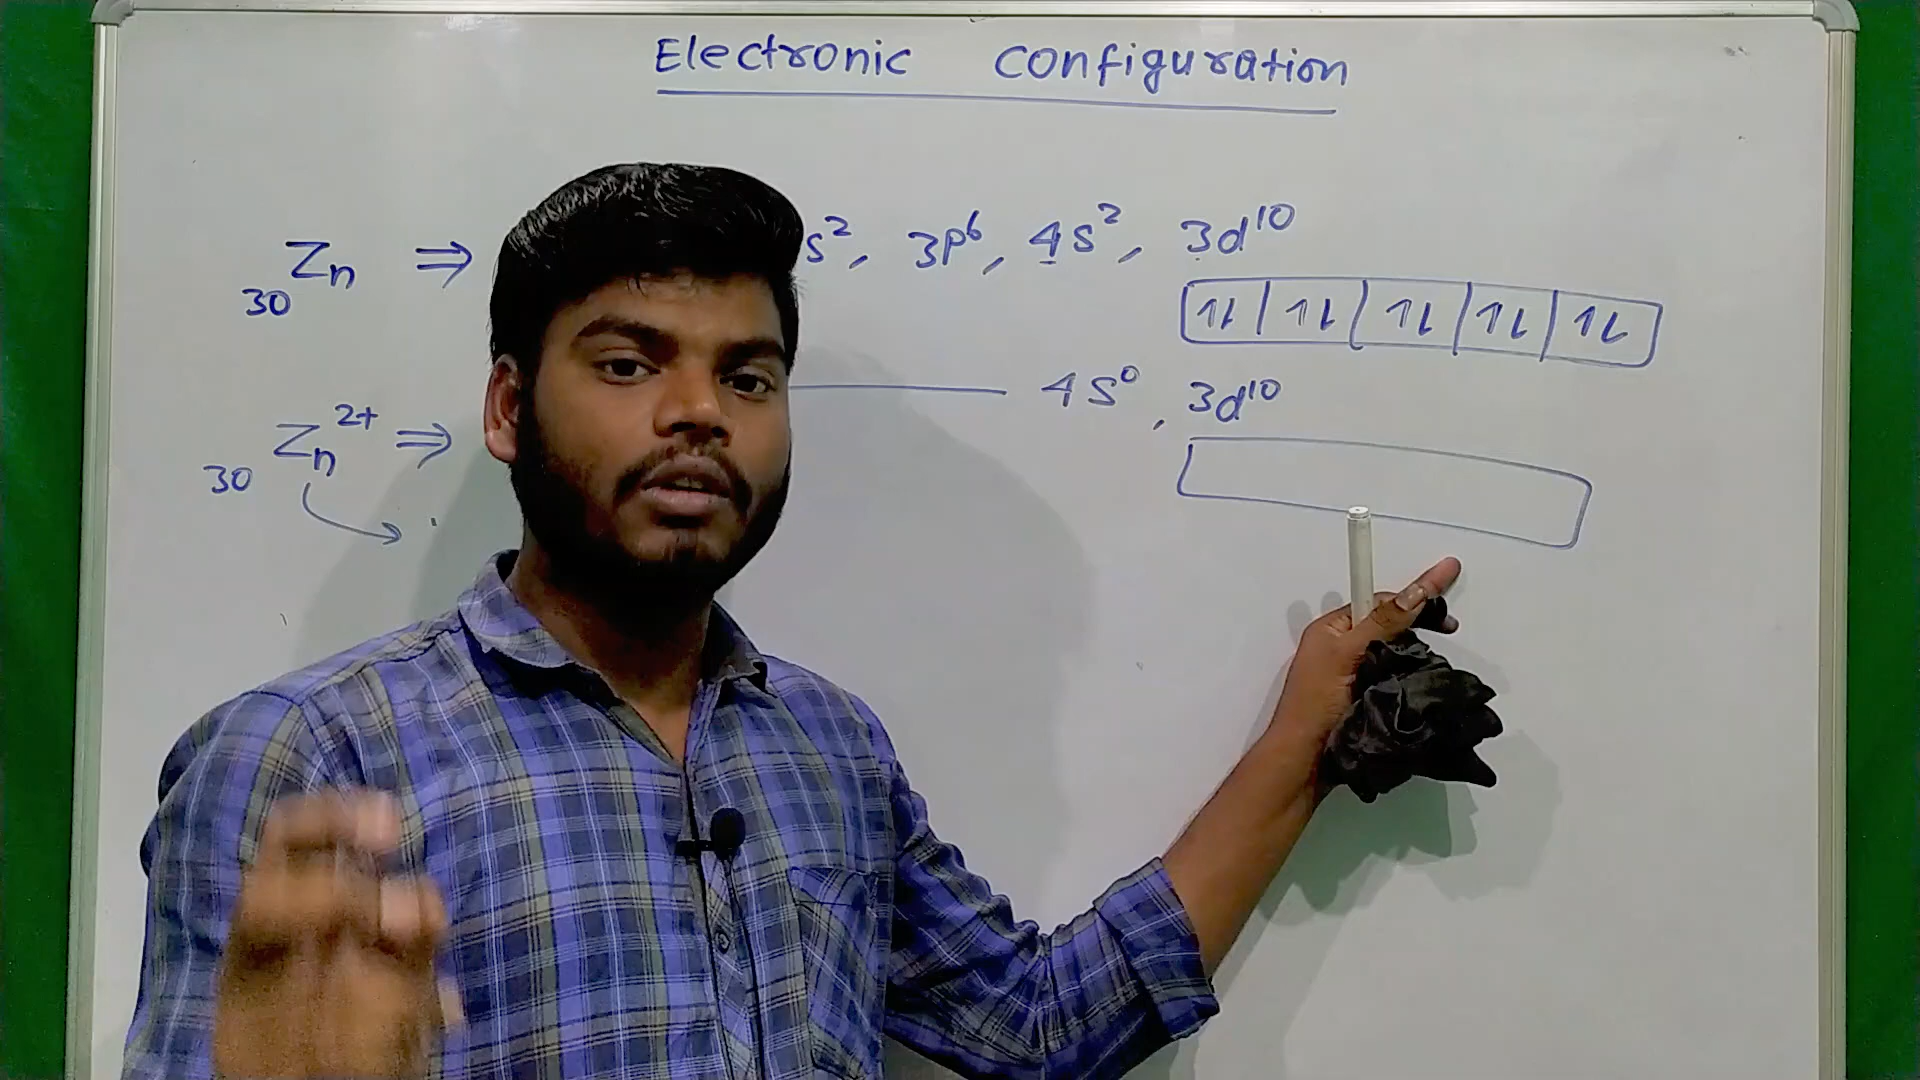 Electronic configuration
₃₀Zn ⇒ s², 3p⁶, 4s², 3d¹⁰
↿⇂ ↿⇂ ↿⇂ ↿⇂ ↿⇂
₃₀Zn²⁺ ⇒ 4s⁰, 3d¹⁰